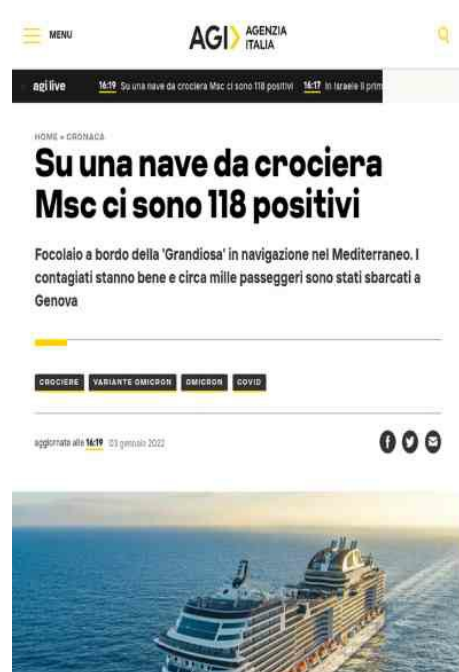 MENU
AGI AGENZIA
ITALIA
agi live 16:19 Su una nave da crociera Msc ci sono 118 positivi 16:17 In Israele il prim
HOME » CRONACA
Su una nave da crociera
Msc ci sono 118 positivi
Focolaio a bordo della 'Grandiosa' in navigazione nel Mediterraneo. I
contagiati stanno bene e circa mille passeggeri sono stati sbarcati a
Genova
CROCIERE VARIANTE OMICRON OMICRON COVID
aggiornato alle 16:19 03 gennaio 2022